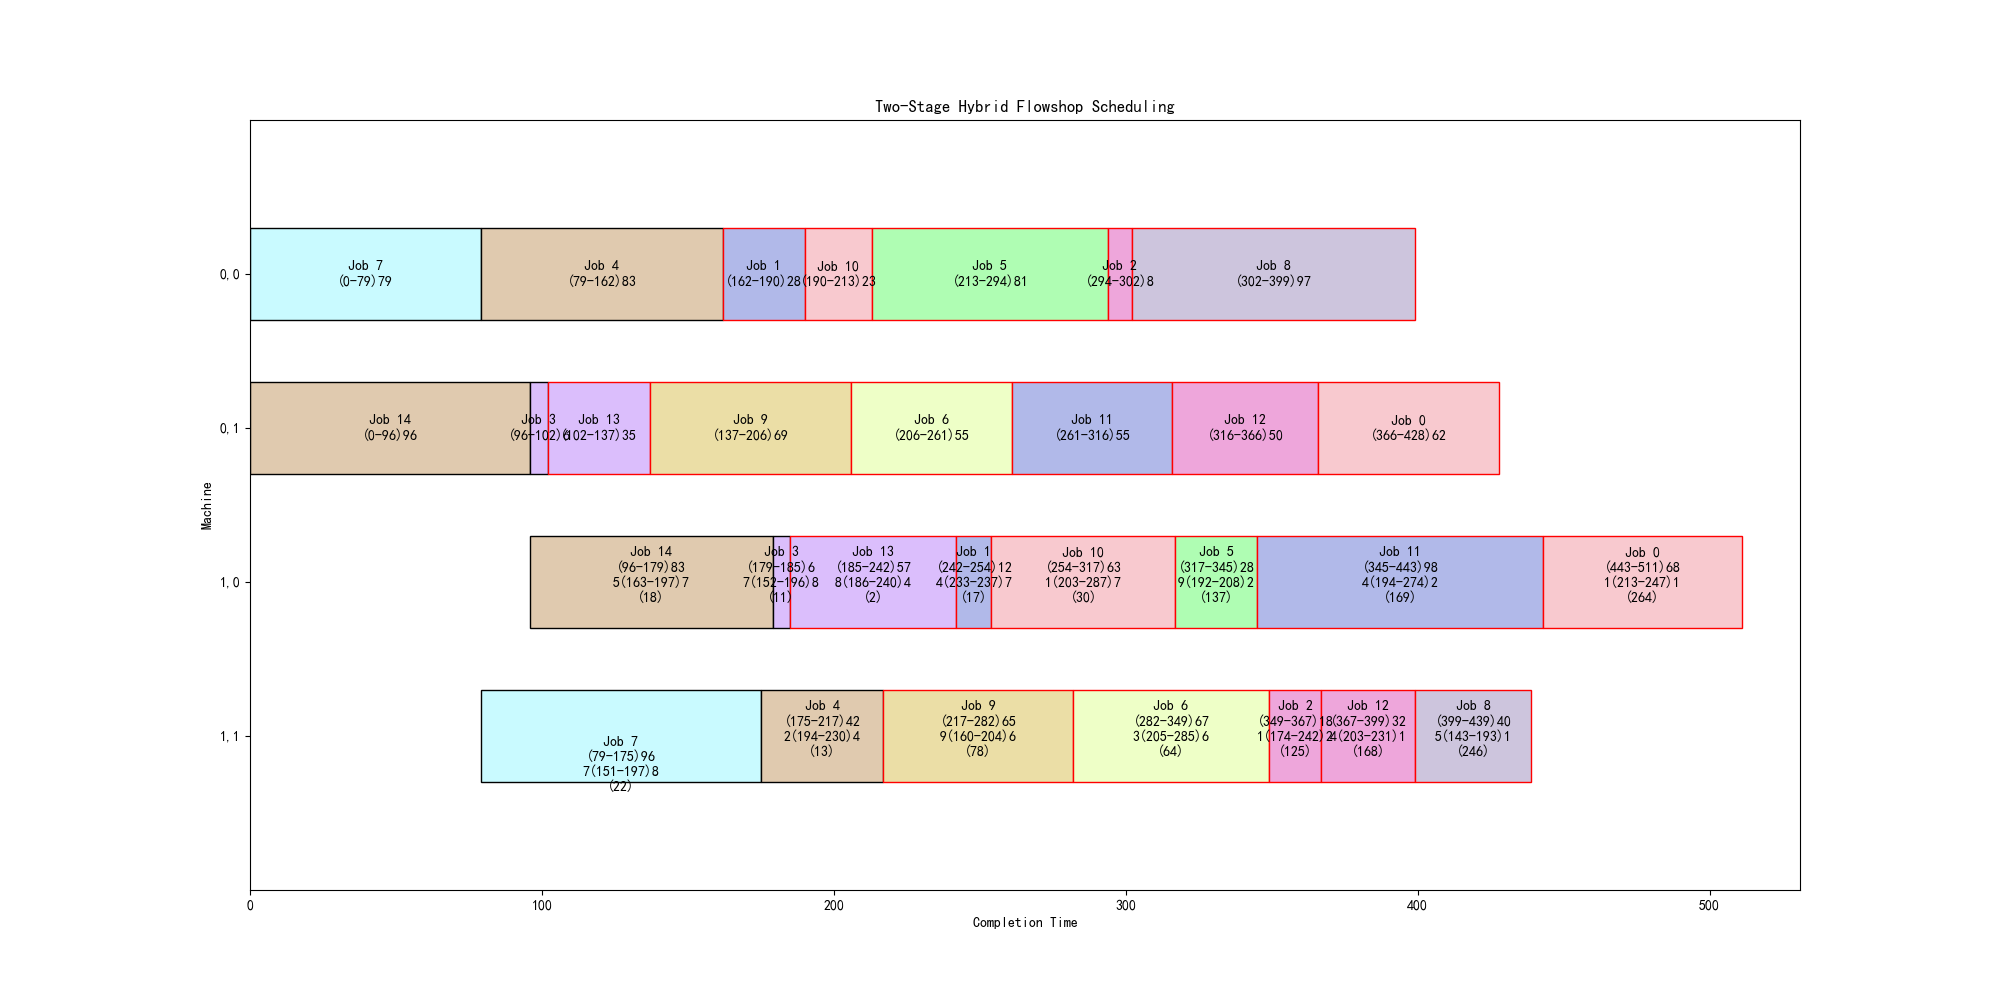 Two-Stage Hybrid Flowshop Scheduling
0,0
Job 7
(0-79)79
Job 4
(79-162)83
Job 1
(162-190)28
Job 10
(190-213)23
Job 5
(213-294)81
Job 2
(294-302)8
Job 8
(302-399)97
0,1
Job 14
(0-96)96
Job 3
(96-102)6
Job 13
(102-137)35
Job 9
(137-206)69
Job 6
(206-261)55
Job 11
(261-316)55
Job 12
(316-366)50
Job 0
(366-428)62
Machine
1,0
Job 14
(96-179)83
5(163-197)7
(18)
Job 3
(179-185)6
7(152-196)8
(11)
Job 13
(185-242)57
8(186-240)4
(2)
Job 1
(242-254)12
4(233-237)7
(17)
Job 10
(254-317)63
1(203-287)7
(30)
Job 5
(317-345)28
9(192-208)2
(137)
Job 11
(345-443)98
4(194-274)2
(169)
Job 0
(443-511)68
1(213-247)1
(264)
1,1
Job 7
(79-175)96
7(151-197)8
(22)
Job 4
(175-217)42
2(194-230)4
(13)
Job 9
(217-282)65
9(160-204)6
(78)
Job 6
(282-349)67
3(205-285)6
(64)
Job 2
(349-367)18
1(174-242)2
(125)
Job 12
(367-399)32
4(203-231)1
(168)
Job 8
(399-439)40
5(143-193)1
(246)
0
100
200
300
400
500
Completion Time